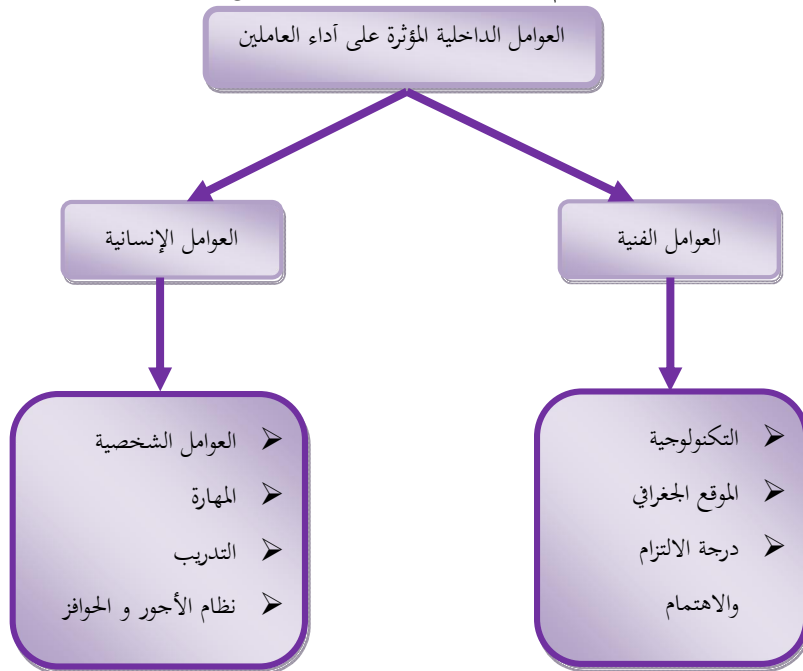 العوامل الداخلية المؤثرة على آداء العاملين
العوامل الفنية
العوامل الإنسانية
التكنولوجية
الموقع الجغرافي
درجة الالتزام
والاهتمام
العوامل الشخصية
المهارة
التدريب
نظام الأجور و الحوافز